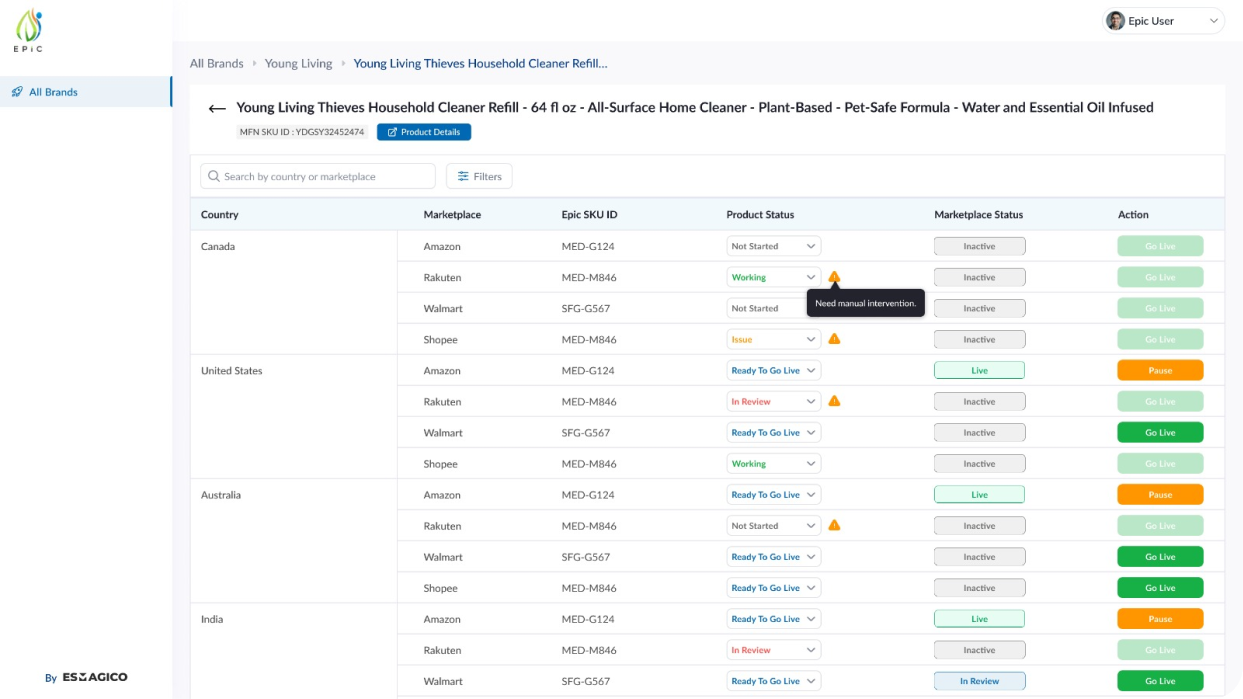 EPiC
Epic User
All Brands
All Brands Young Living Young Living Thieves Household Cleaner Refill...
Young Living Thieves Household Cleaner Refill - 64 fl oz - All-Surface Home Cleaner - Plant-Based - Pet-Safe Formula - Water and Essential Oil Infused
MFN SKU ID : YDGSY32452474 Product Details
Search by country or marketplace Filters
Country Marketplace Epic SKU ID Product Status Marketplace Status Action
Canada Amazon MED-G124 Not Started Inactive Go Live
Rakuten MED-M846 Working Inactive Go Live
Need manual intervention.
Walmart SFG-G567 Not Started Inactive Go Live
Shopee MED-M846 Issue Inactive Go Live
United States Amazon MED-G124 Ready To Go Live Live Pause
Rakuten MED-M846 In Review Inactive Go Live
Walmart SFG-G567 Ready To Go Live Inactive Go Live
Shopee MED-M846 Working Inactive Go Live
Australia Amazon MED-G124 Ready To Go Live Live Pause
Rakuten MED-M846 Not Started Inactive Go Live
Walmart SFG-G567 Ready To Go Live Inactive Go Live
Shopee MED-M846 Ready To Go Live Inactive Go Live
India Amazon MED-G124 Ready To Go Live Live Pause
Rakuten MED-M846 In Review Inactive Go Live
Walmart SFG-G567 Ready To Go Live In Review Go Live
By ESMAGICO